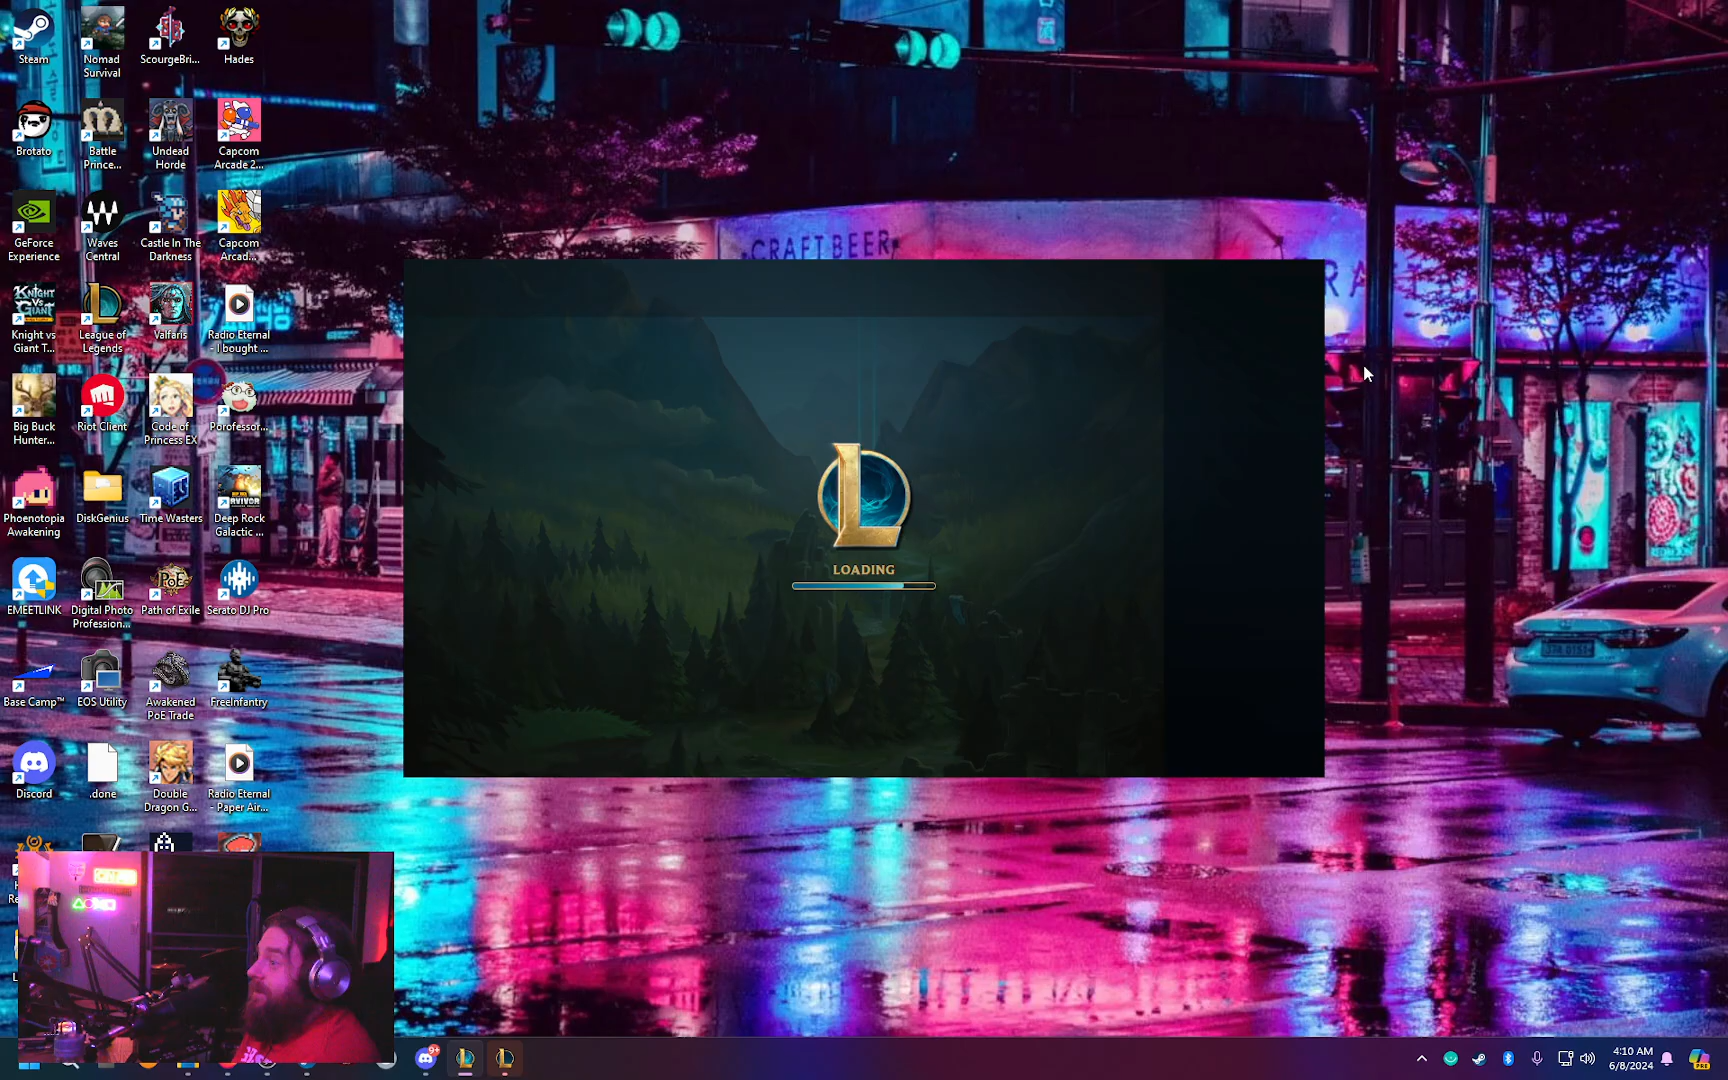 Steam
Nomad
Survival
ScourgeBri...
Hades
Brotato
Battle
Prince...
Undead
Horde
Capcom
Arcade 2...
GeForce
Experience
Waves
Central
Castle In The
Darkness
Capcom
Arcad...
Knight vs
Giant T...
League of
Legends
Valfaris
Radio Eternal
- I bought ...
Big Buck
Hunter...
Riot Client
Code of
Princess EX
Porofessor...
Phoenotopia
Awakening
DiskGenius
Time Wasters
Deep Rock
Galactic ...
EMEETLINK
Digital Photo
Profession...
Path of Exile
Serato DJ Pro
Base Camp™
EOS Utility
Awakened
PoE Trade
FreeInfantry
Discord
.done
Double
Dragon G...
Radio Eternal
- Paper Air...
CRAFT BEER
LOADING
4:10 AM
6/8/2024